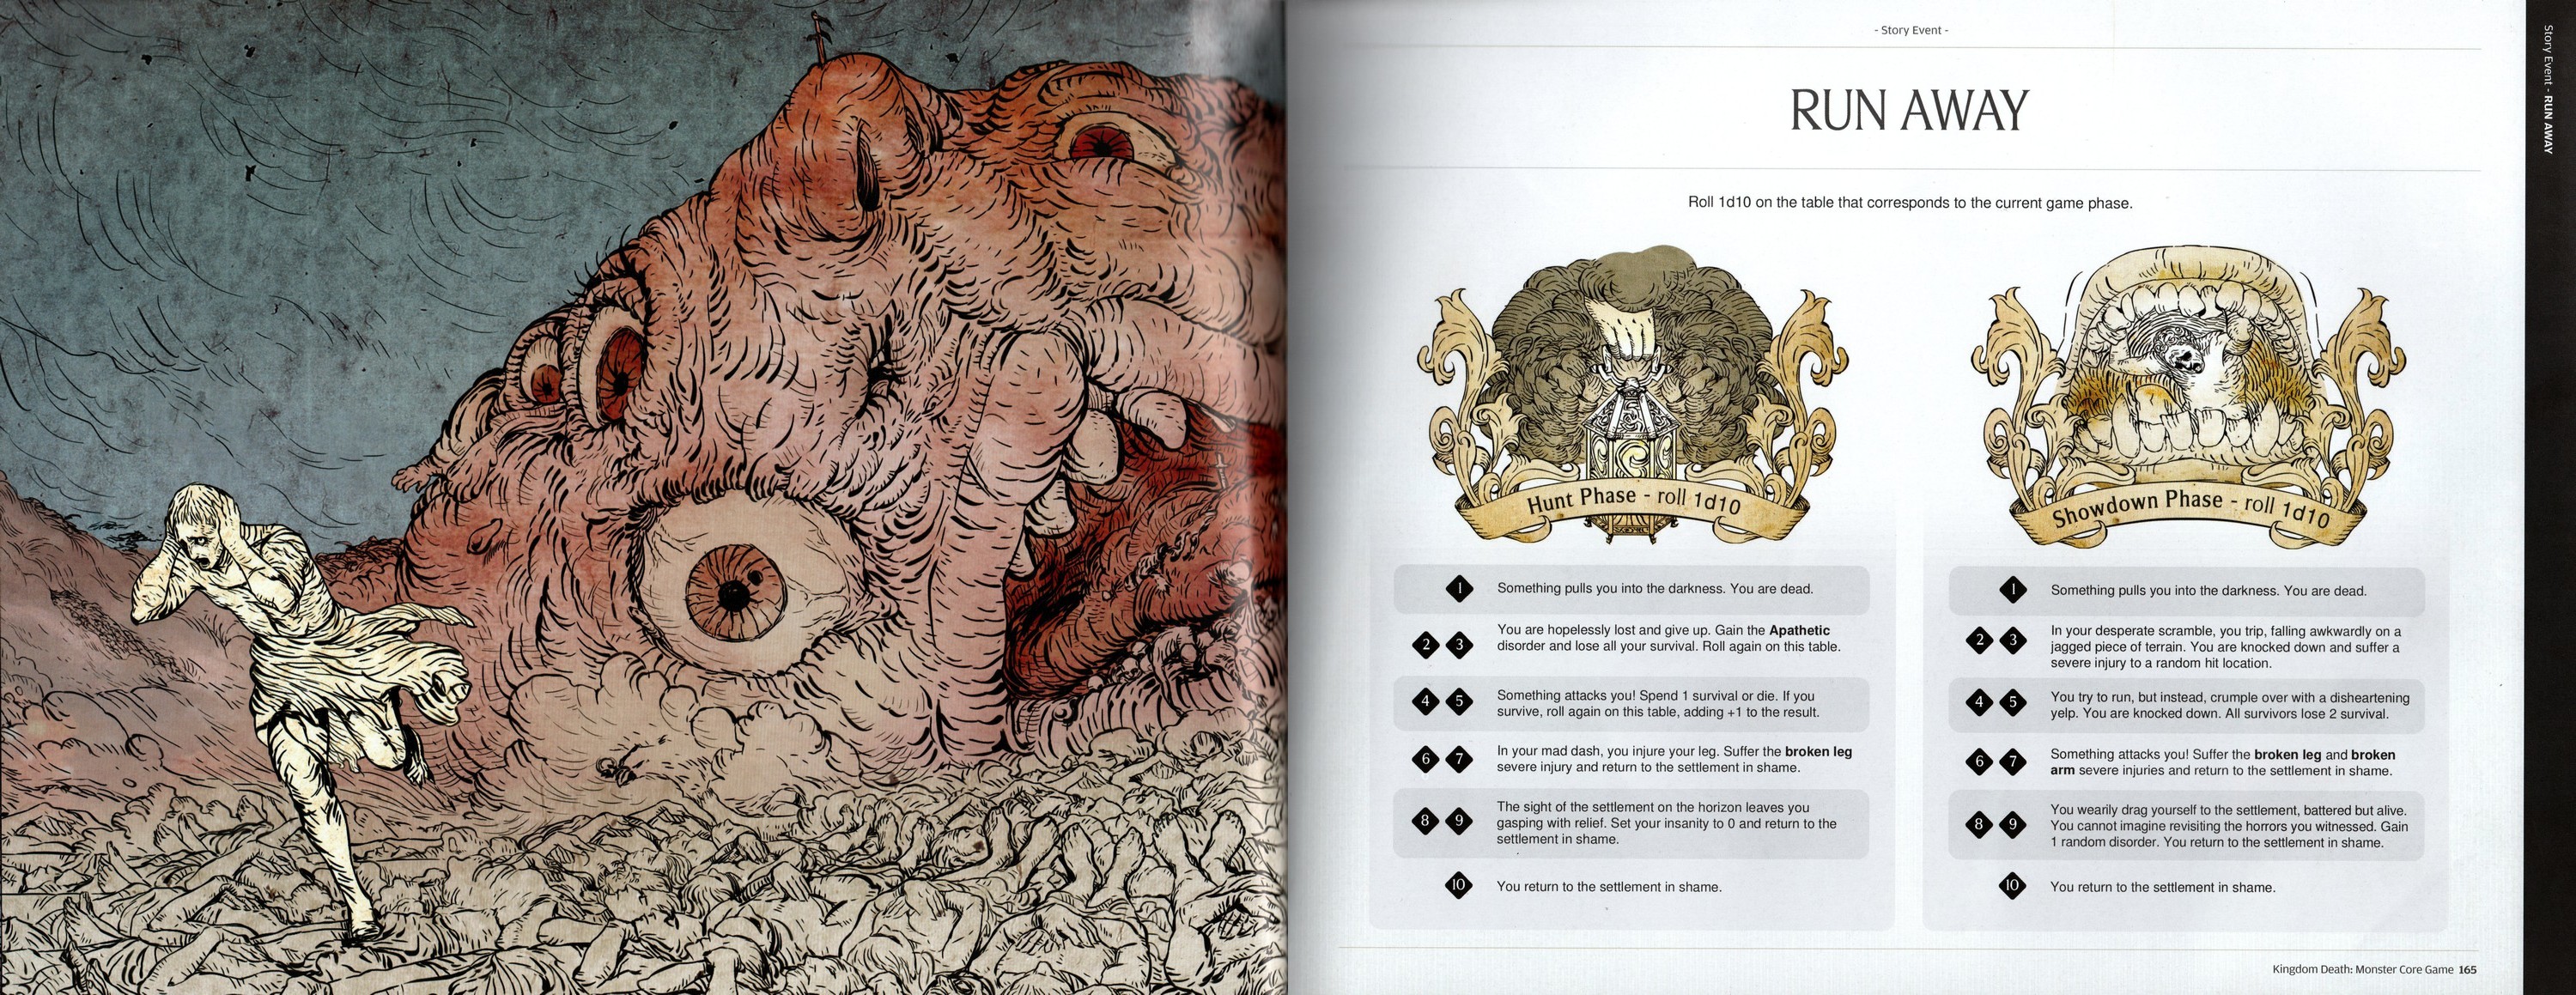 - Story Event -
RUN AWAY
Roll 1d10 on the table that corresponds to the current game phase.
Hunt Phase - roll 1d10
1 Something pulls you into the darkness. You are dead.
2 3 You are hopelessly lost and give up. Gain the Apathetic
disorder and lose all your survival. Roll again on this table.
4 5 Something attacks you! Spend 1 survival or die. If you
survive, roll again on this table, adding +1 to the result.
6 7 In your mad dash, you injure your leg. Suffer the broken leg
severe injury and return to the settlement in shame.
8 9 The sight of the settlement on the horizon leaves you
gasping with relief. Set your insanity to 0 and return to the
settlement in shame.
10 You return to the settlement in shame.
Showdown Phase - roll 1d10
1 Something pulls you into the darkness. You are dead.
2 3 In your desperate scramble, you trip, falling awkwardly on a
jagged piece of terrain. You are knocked down and suffer a
severe injury to a random hit location.
4 5 You try to run, but instead, crumple over with a disheartening
yelp. You are knocked down. All survivors lose 2 survival.
6 7 Something attacks you! Suffer the broken leg and broken
arm severe injuries and return to the settlement in shame.
8 9 You wearily drag yourself to the settlement, battered but alive.
You cannot imagine revisiting the horrors you witnessed. Gain
1 random disorder. You return to the settlement in shame.
10 You return to the settlement in shame.
Kingdom Death: Monster Core Game 165
Story Event - RUN AWAY